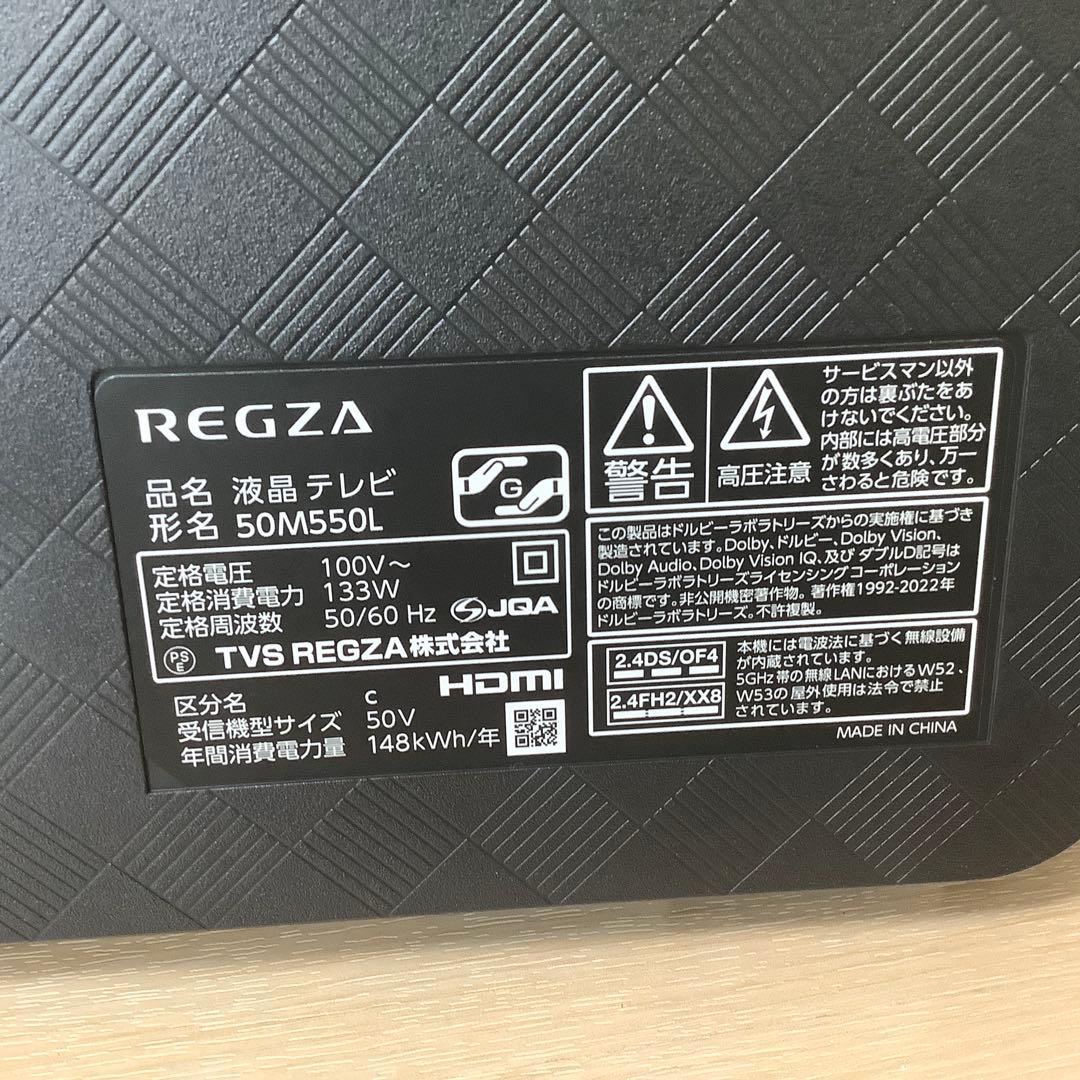 REGZA
品名 液晶テレビ
形名 50M550L
G
定格電圧 100V～
定格消費電力 133W
定格周波数 50/60 Hz
JQA
PS
E
TVS REGZA株式会社
HDMI
区分名 C
受信機型サイズ 50V
年間消費電力量 148kWh/年
警告
高圧注意
サービスマン以外
の方は裏ぶたをあ
けないでください。
内部には高電圧部分
が数多くあり、万一
さわると危険です。
この製品はドルビーラボラトリーズからの実施権に基づき
製造されています。Dolby、ドルビー、Dolby Vision、
Dolby Audio、Dolby Vision IQ、及び ダブルD記号は
ドルビーラボラトリーズライセンシングコーポレーション
の商標です。非公開機密著作物。著作権1992-2022年
ドルビーラボラトリーズ。不許複製。
2.4DS/OF4
2.4FH2/XX8
本機には電波法に基づく無線設備
が内蔵されています。
5GHz 帯の無線 LANにおける W52、
W53の屋外使用は法令で禁止
されています。
MADE IN CHINA